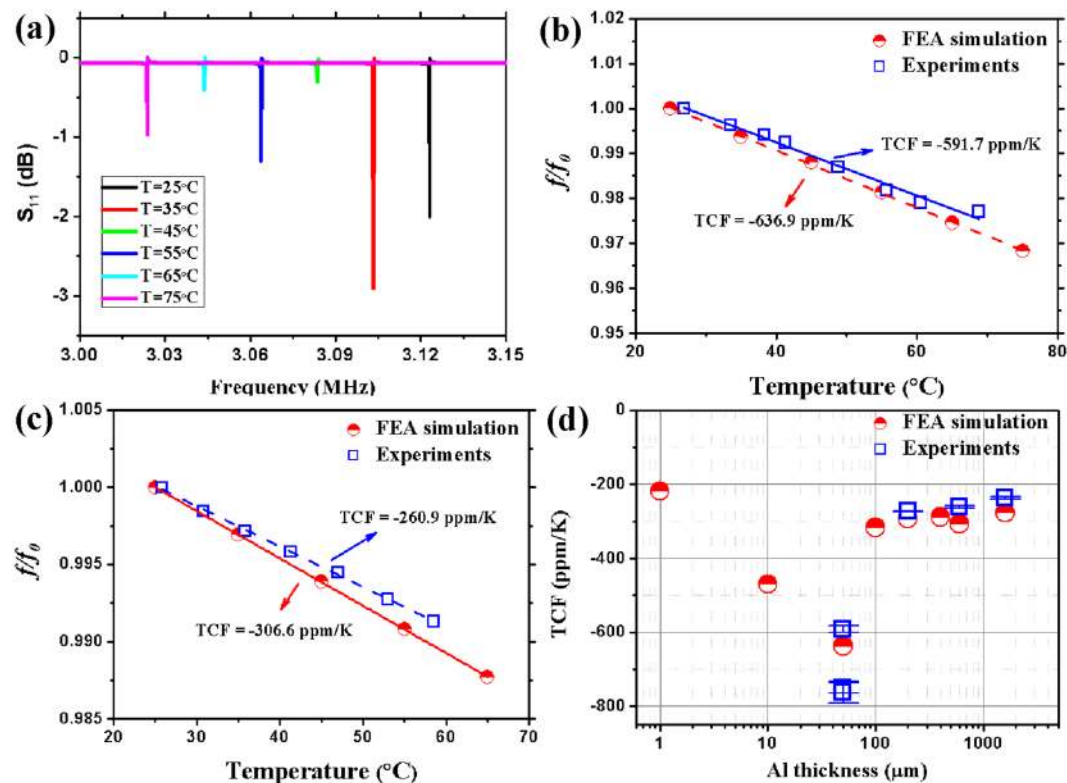 (a)
0
-1
-2
-3
S₁₁ (dB)
T=25°C
T=35°C
T=45°C
T=55°C
T=65°C
T=75°C
3.00 3.03 3.06 3.09 3.12 3.15
Frequency (MHz)
(b)
1.02
1.01
1.00
0.99
0.98
0.97
0.96
0.95
f/f₀
FEA simulation
Experiments
TCF = -591.7 ppm/K
TCF = -636.9 ppm/K
20 40 60 80
Temperature (°C)
(c)
1.005
1.000
0.995
0.990
0.985
f/f₀
FEA simulation
Experiments
TCF = -260.9 ppm/K
TCF = -306.6 ppm/K
20 30 40 50 60 70
Temperature (°C)
(d)
0
-200
-400
-600
-800
TCF (ppm/K)
FEA simulation
Experiments
1 10 100 1000
Al thickness (μm)